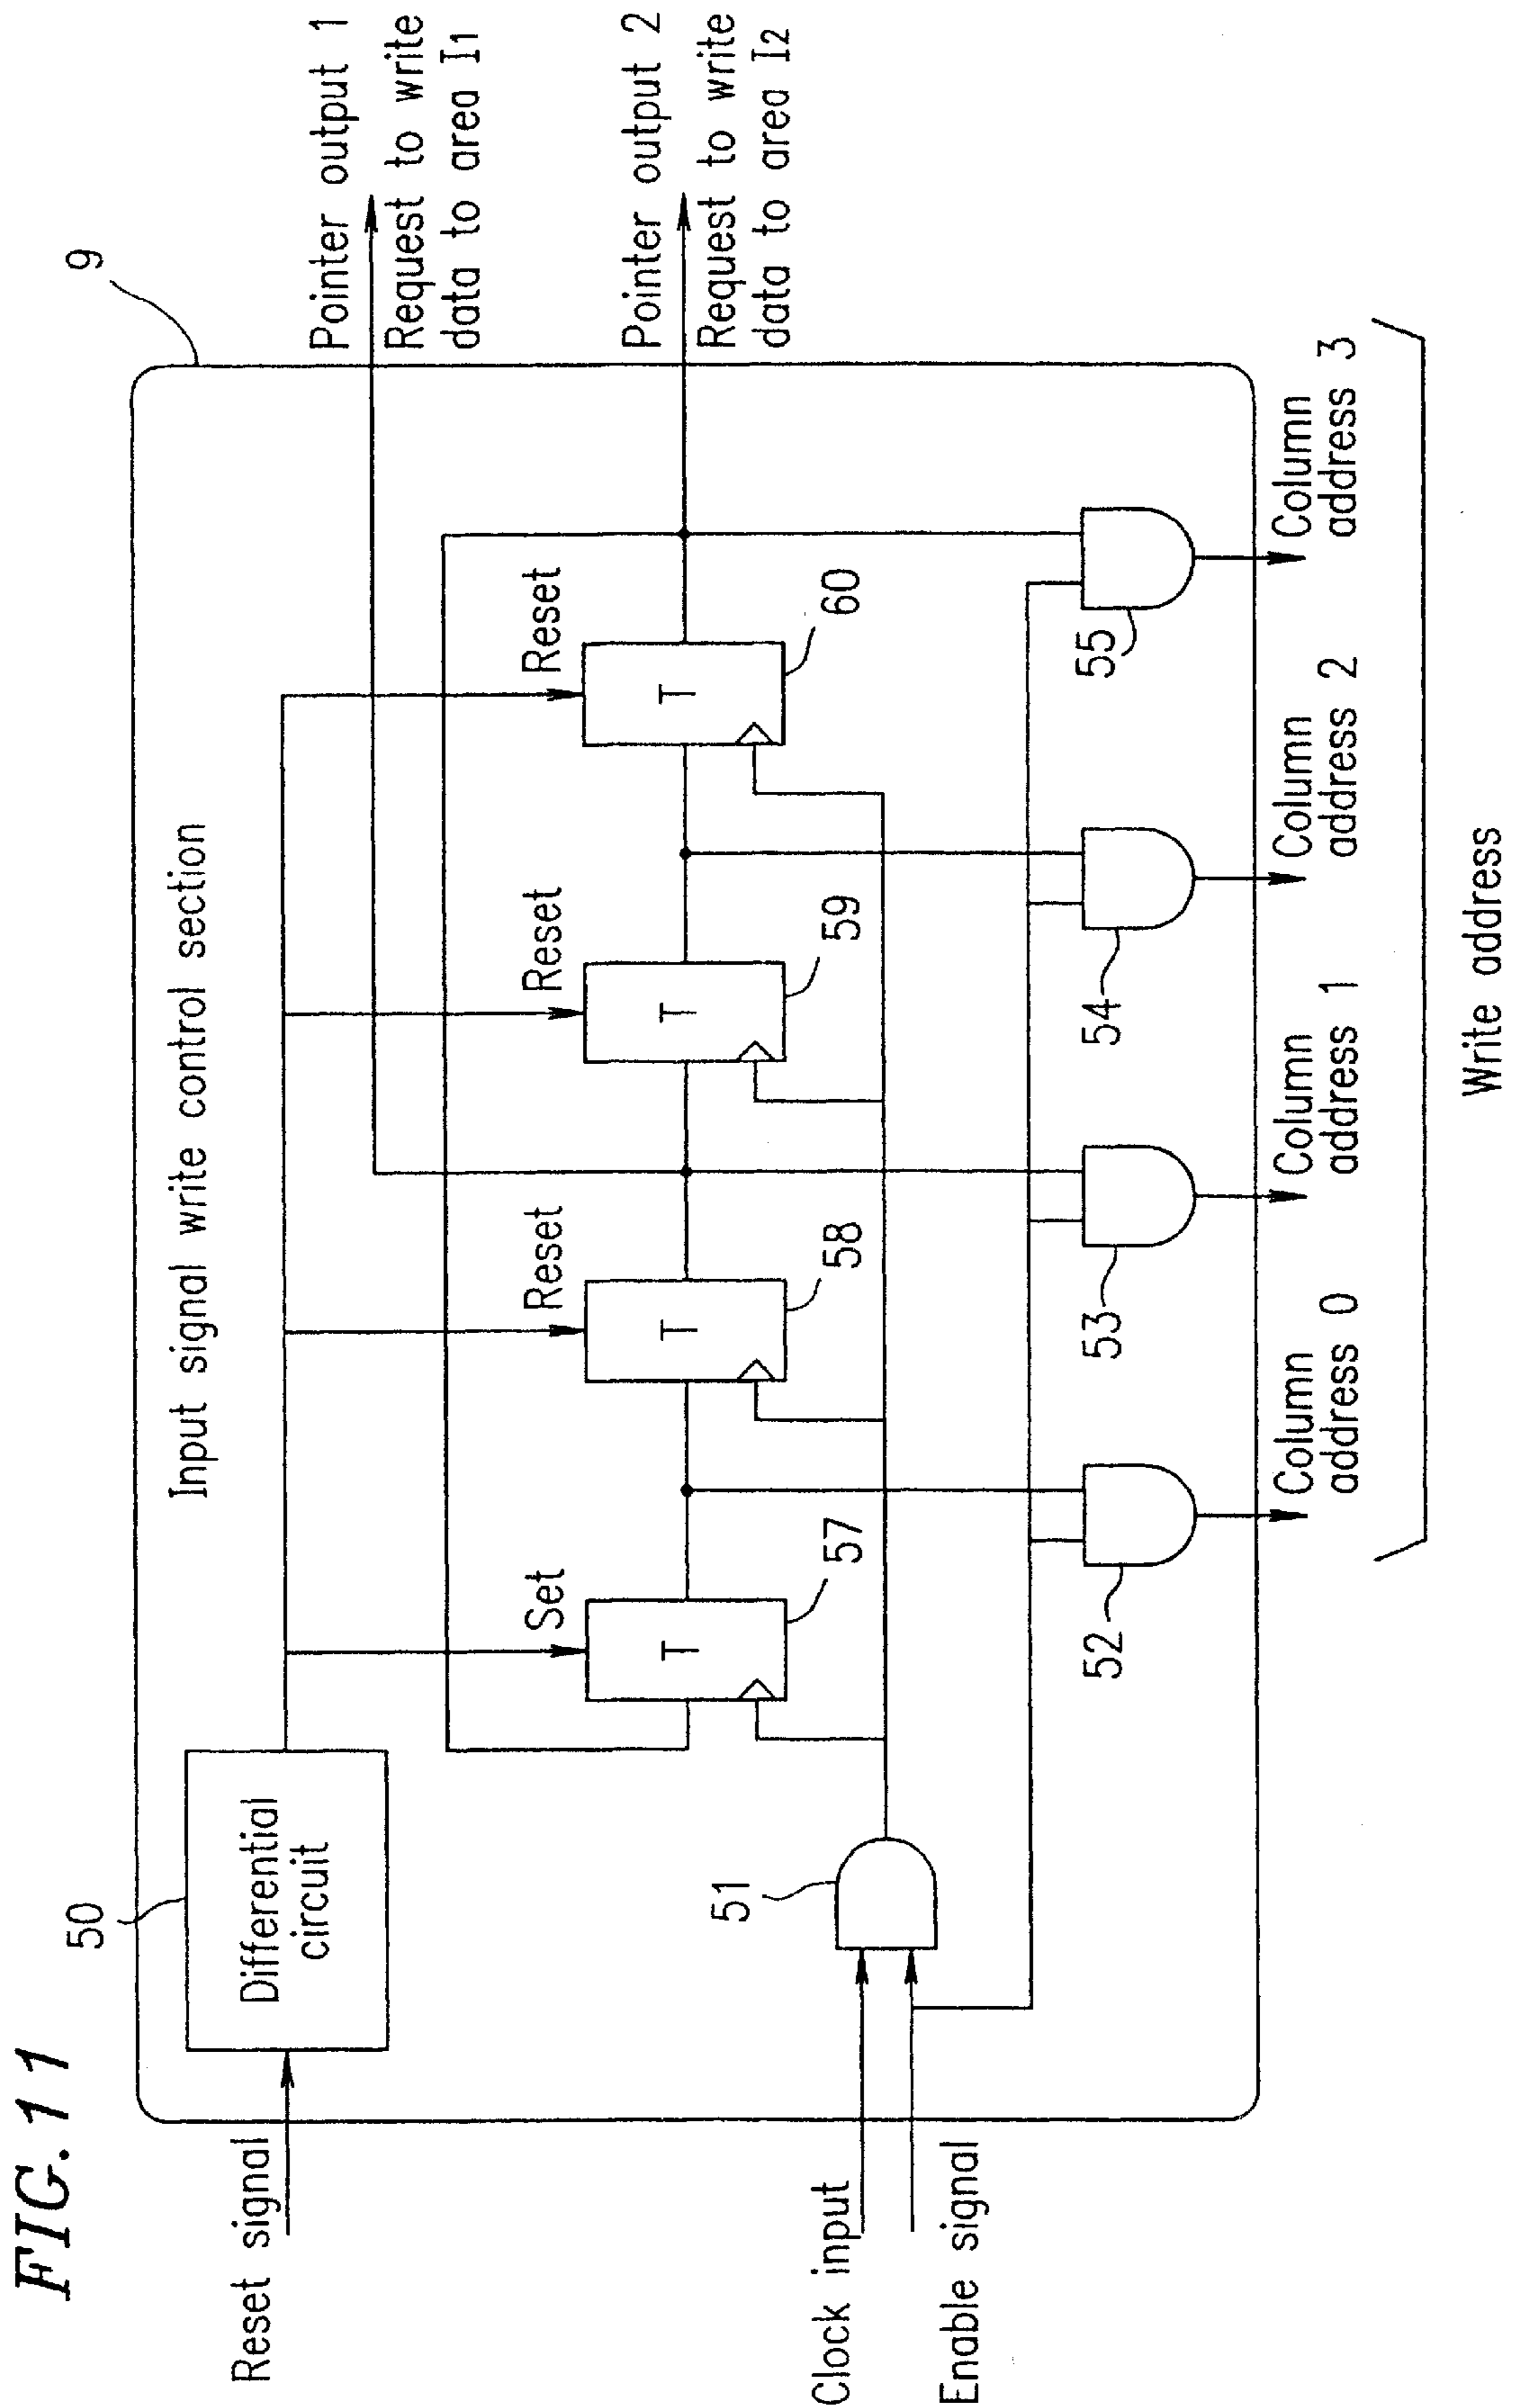 FIG. 11
9
Input signal write control section
Reset signal
50
Differential
circuit
Set
Reset
Reset
Reset
T
T
T
T
57
58
59
60
Pointer output 1
Request to write
data to area I1
Pointer output 2
Request to write
data to area I2
Clock input
Enable signal
51
52
53
54
55
Column
address 0
Column
address 1
Column
address 2
Column
address 3
Write address